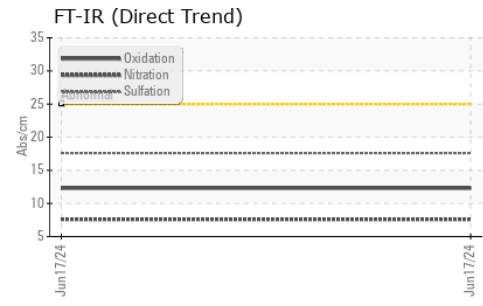 FT-IR (Direct Trend)
35
30
25
20
15
10
5
Abs/cm
Oxidation
Nitration
Sulfation
Abnormal
Jun17/24
Jun17/24